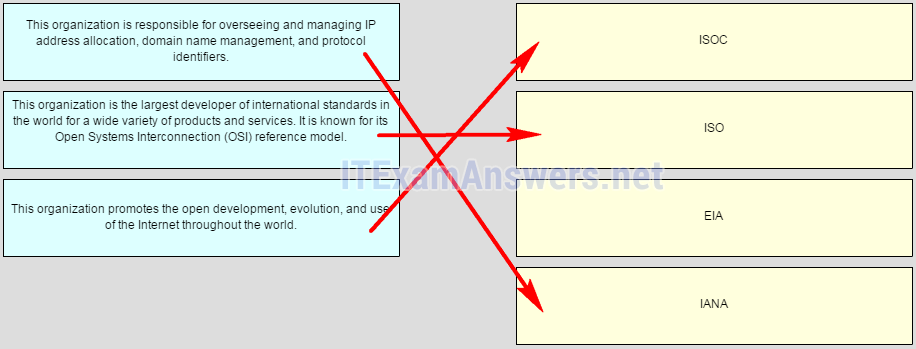 This organization is responsible for overseeing and managing IP
address allocation, domain name management, and protocol
identifiers.
ISOC
This organization is the largest developer of international standards in
the world for a wide variety of products and services. It is known for its
Open Systems Interconnection (OSI) reference model.
ISO
ITExamAnswers.net
This organization promotes the open development, evolution, and use
of the Internet throughout the world.
EIA
IANA